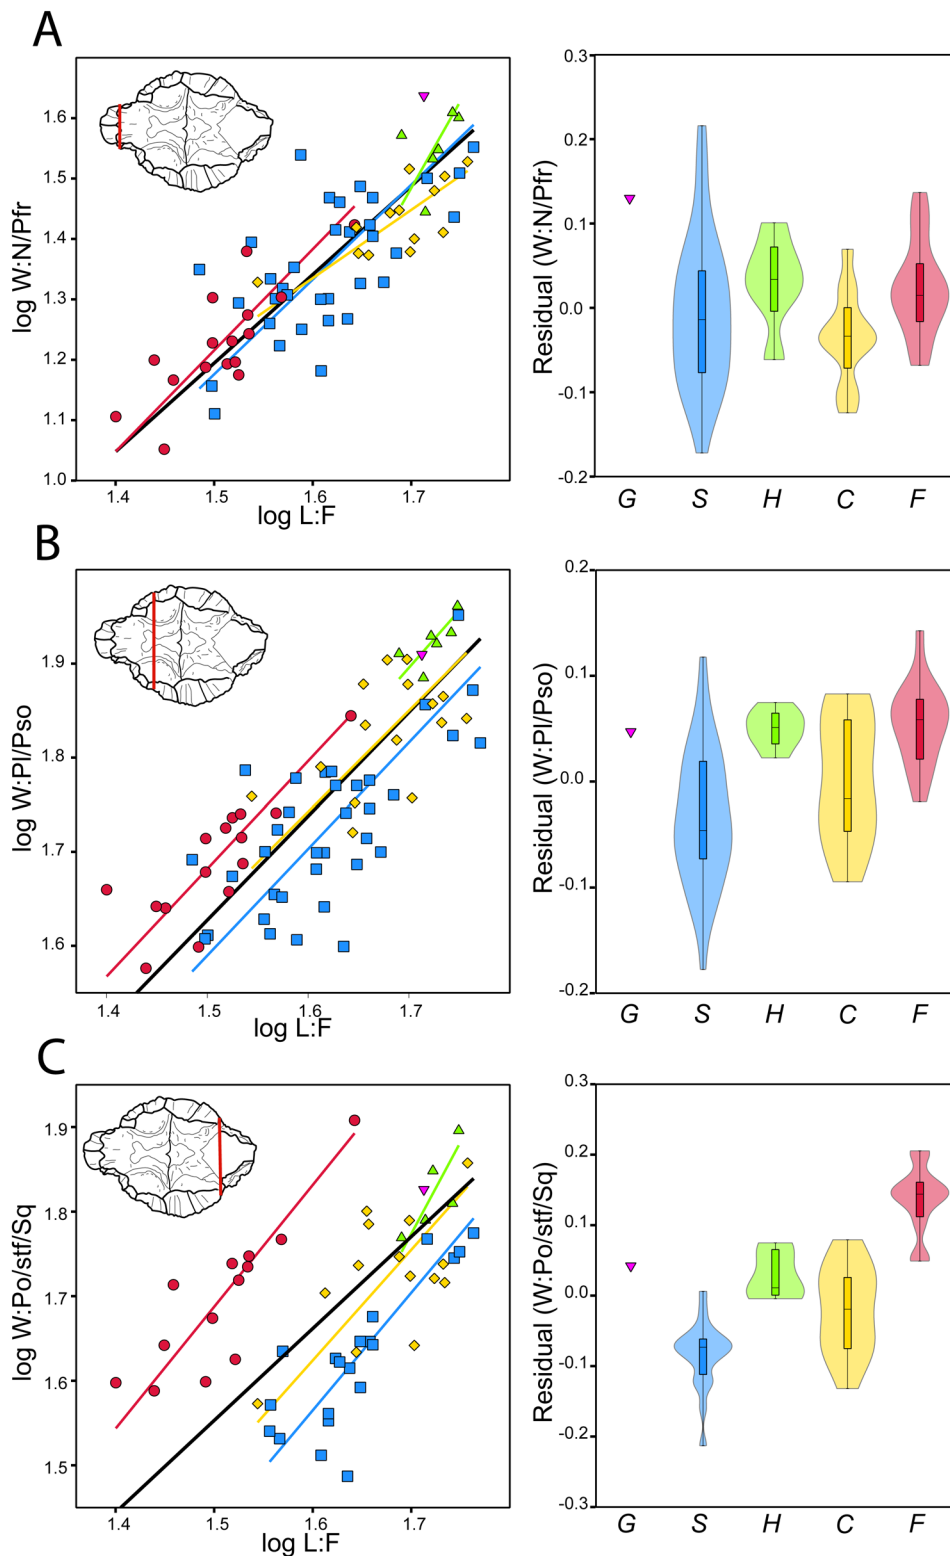 A
log W:N/Pfr
1.6
1.5
1.4
1.3
1.2
1.1
1.0
1.4 1.5 1.6 1.7
log L:F
Residual (W:N/Pfr)
0.3
0.2
0.1
0.0
-0.1
-0.2
G S H C F
B
log W:Pl/Pso
1.9
1.8
1.7
1.6
1.4 1.5 1.6 1.7
log L:F
Residual (W:Pl/Pso)
0.2
0.1
0.0
-0.1
-0.2
G S H C F
C
log W:Po/stf/Sq
1.9
1.8
1.7
1.6
1.5
1.4 1.5 1.6 1.7
log L:F
Residual (W:Po/stf/Sq)
0.3
0.2
0.1
0.0
-0.1
-0.2
-0.3
G S H C F